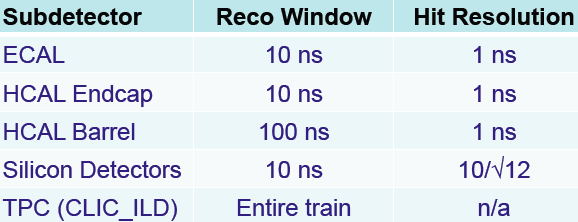 Subdetector Reco Window Hit Resolution
ECAL 10 ns 1 ns
HCAL Endcap 10 ns 1 ns
HCAL Barrel 100 ns 1 ns
Silicon Detectors 10 ns 10/√12
TPC (CLIC_ILD) Entire train n/a